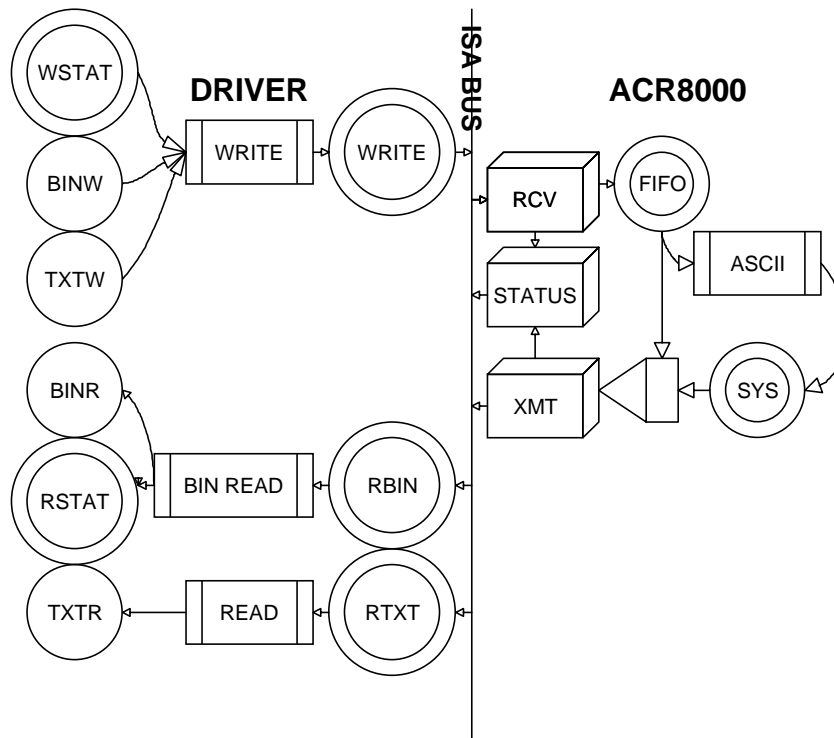 ISA BUS
WSTAT
DRIVER
ACR8000
WRITE
WRITE
BINW
RCV
FIFO
TXTW
STATUS
ASCII
BINR
XMT
SYS
RSTAT
BIN READ
RBIN
TXTR
READ
RTXT